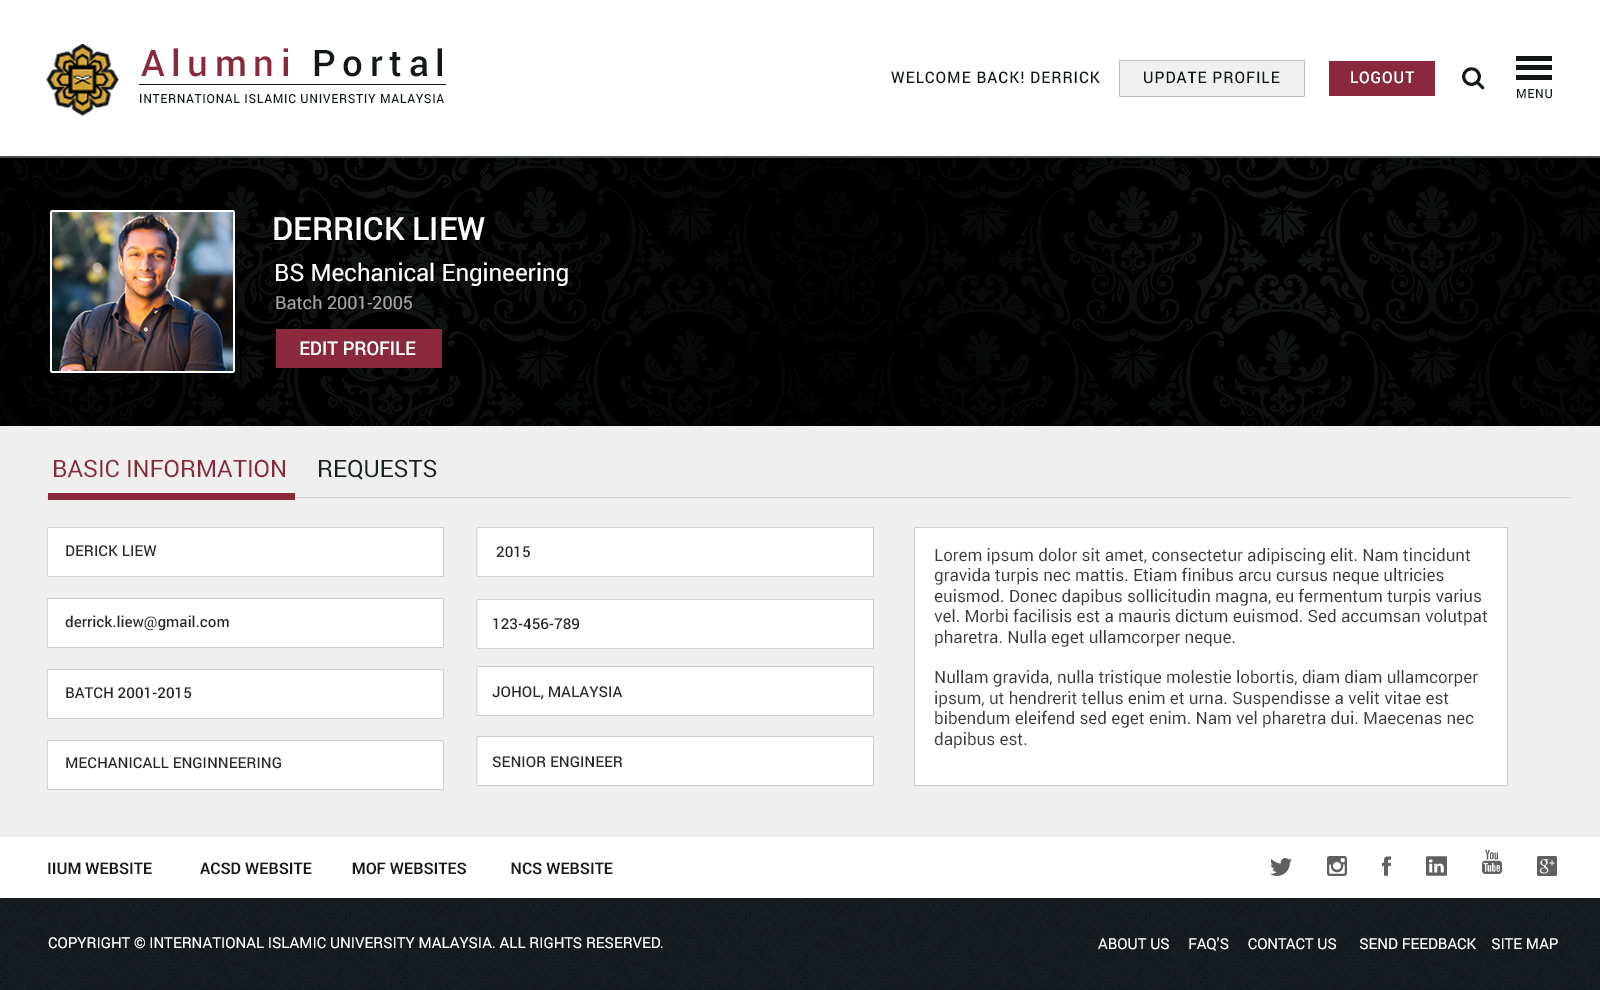 Alumni Portal
INTERNATIONAL ISLAMIC UNIVERSTIY MALAYSIA
WELCOME BACK! DERRICK
UPDATE PROFILE
LOGOUT
MENU
DERRICK LIEW
BS Mechanical Engineering
Batch 2001-2005
EDIT PROFILE
BASIC INFORMATION
REQUESTS
DERICK LIEW
derrick.liew@gmail.com
BATCH 2001-2015
MECHANICALL ENGINNEERING
2015
123-456-789
JOHOL, MALAYSIA
SENIOR ENGINEER
Lorem ipsum dolor sit amet, consectetur adipiscing elit. Nam tincidunt
gravida turpis nec mattis. Etiam finibus arcu cursus neque ultricies
euismod. Donec dapibus sollicitudin magna, eu fermentum turpis varius
vel. Morbi facilisis est a mauris dictum euismod. Sed accumsan volutpat
pharetra. Nulla eget ullamcorper neque.
Nullam gravida, nulla tristique molestie lobortis, diam diam ullamcorper
ipsum, ut hendrerit tellus enim et urna. Suspendisse a velit vitae est
bibendum eleifend sed eget enim. Nam vel pharetra dui. Maecenas nec
dapibus est.
IIUM WEBSITE
ACSD WEBSITE
MOF WEBSITES
NCS WEBSITE
in
You
Tube
g+
COPYRIGHT © INTERNATIONAL ISLAMIC UNIVERSITY MALAYSIA. ALL RIGHTS RESERVED.
ABOUT US
FAQ'S
CONTACT US
SEND FEEDBACK
SITE MAP